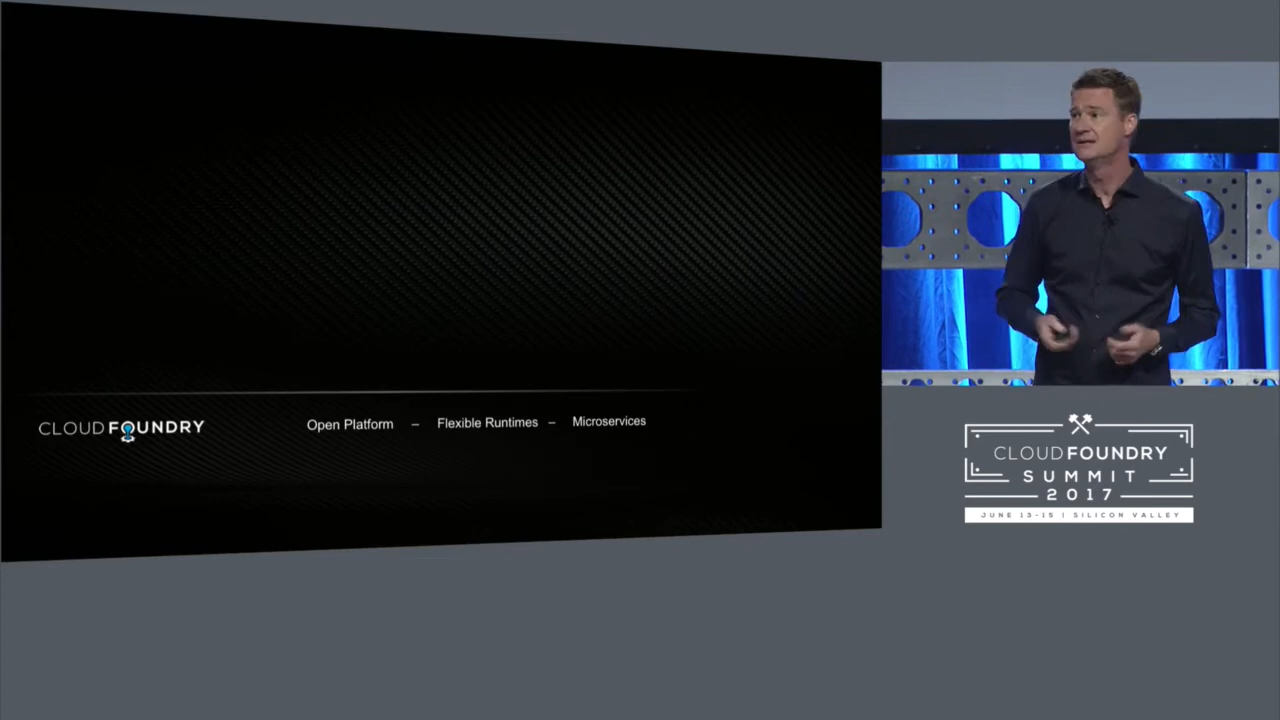 CLOUD FOUNDRY
Open Platform – Flexible Runtimes – Microservices
CLOUD FOUNDRY
SUMMIT
2017
JUNE 13-15 | SILICON VALLEY